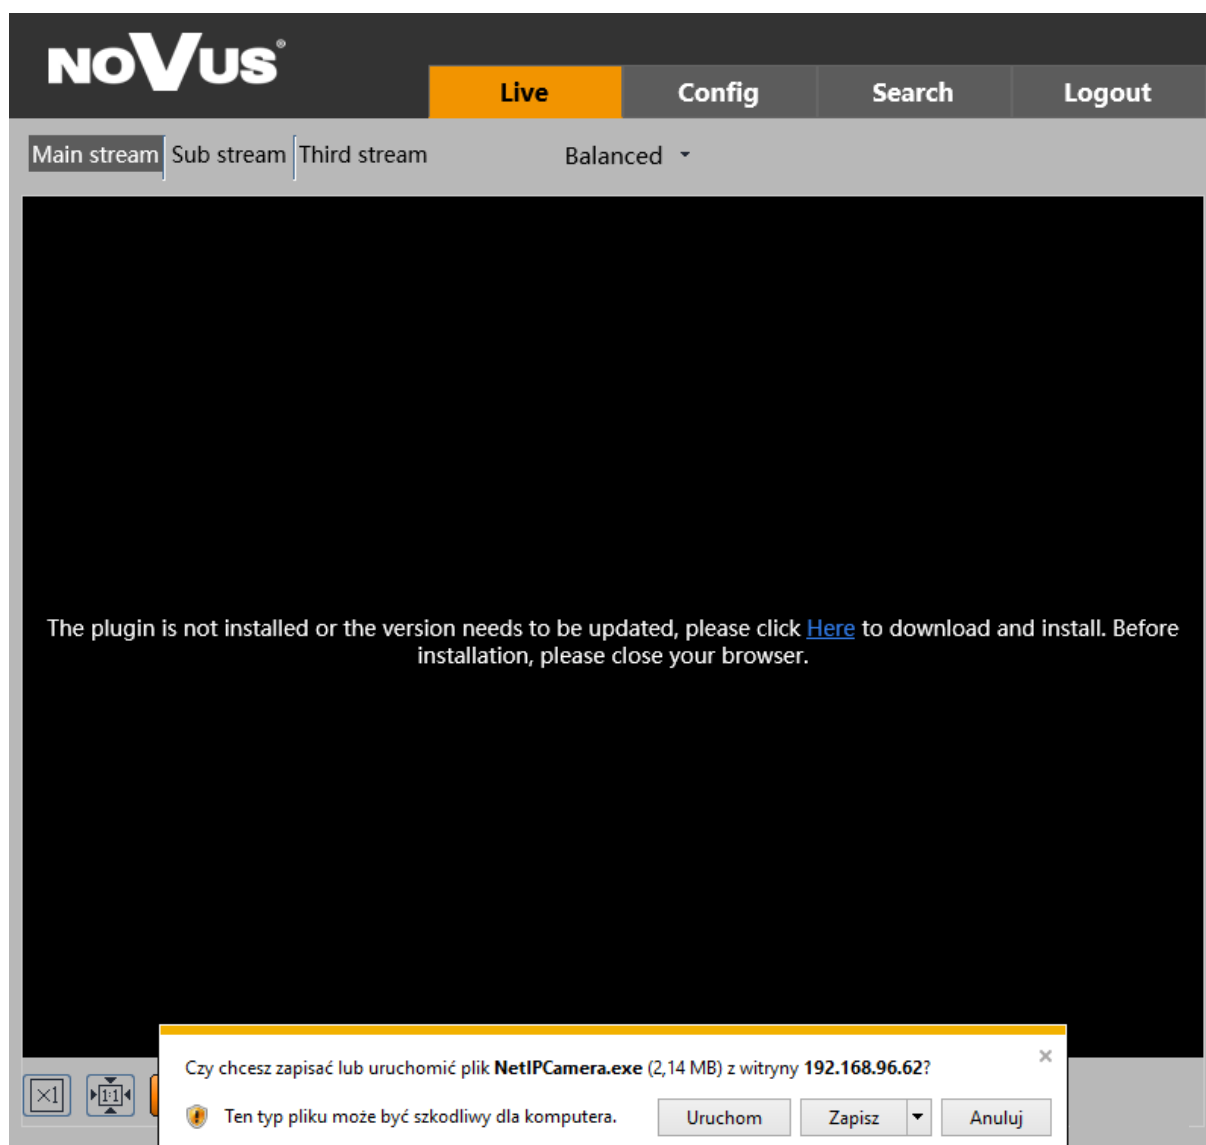 NOVUS®
Live Config Search Logout
Main stream Sub stream Third stream Balanced
The plugin is not installed or the version needs to be updated, please click Here to download and install. Before
installation, please close your browser.
Czy chcesz zapisać lub uruchomić plik NetIPCamera.exe (2,14 MB) z witryny 192.168.96.62?
×1 1:1
Ten typ pliku może być szkodliwy dla komputera. Uruchom Zapisz Anuluj